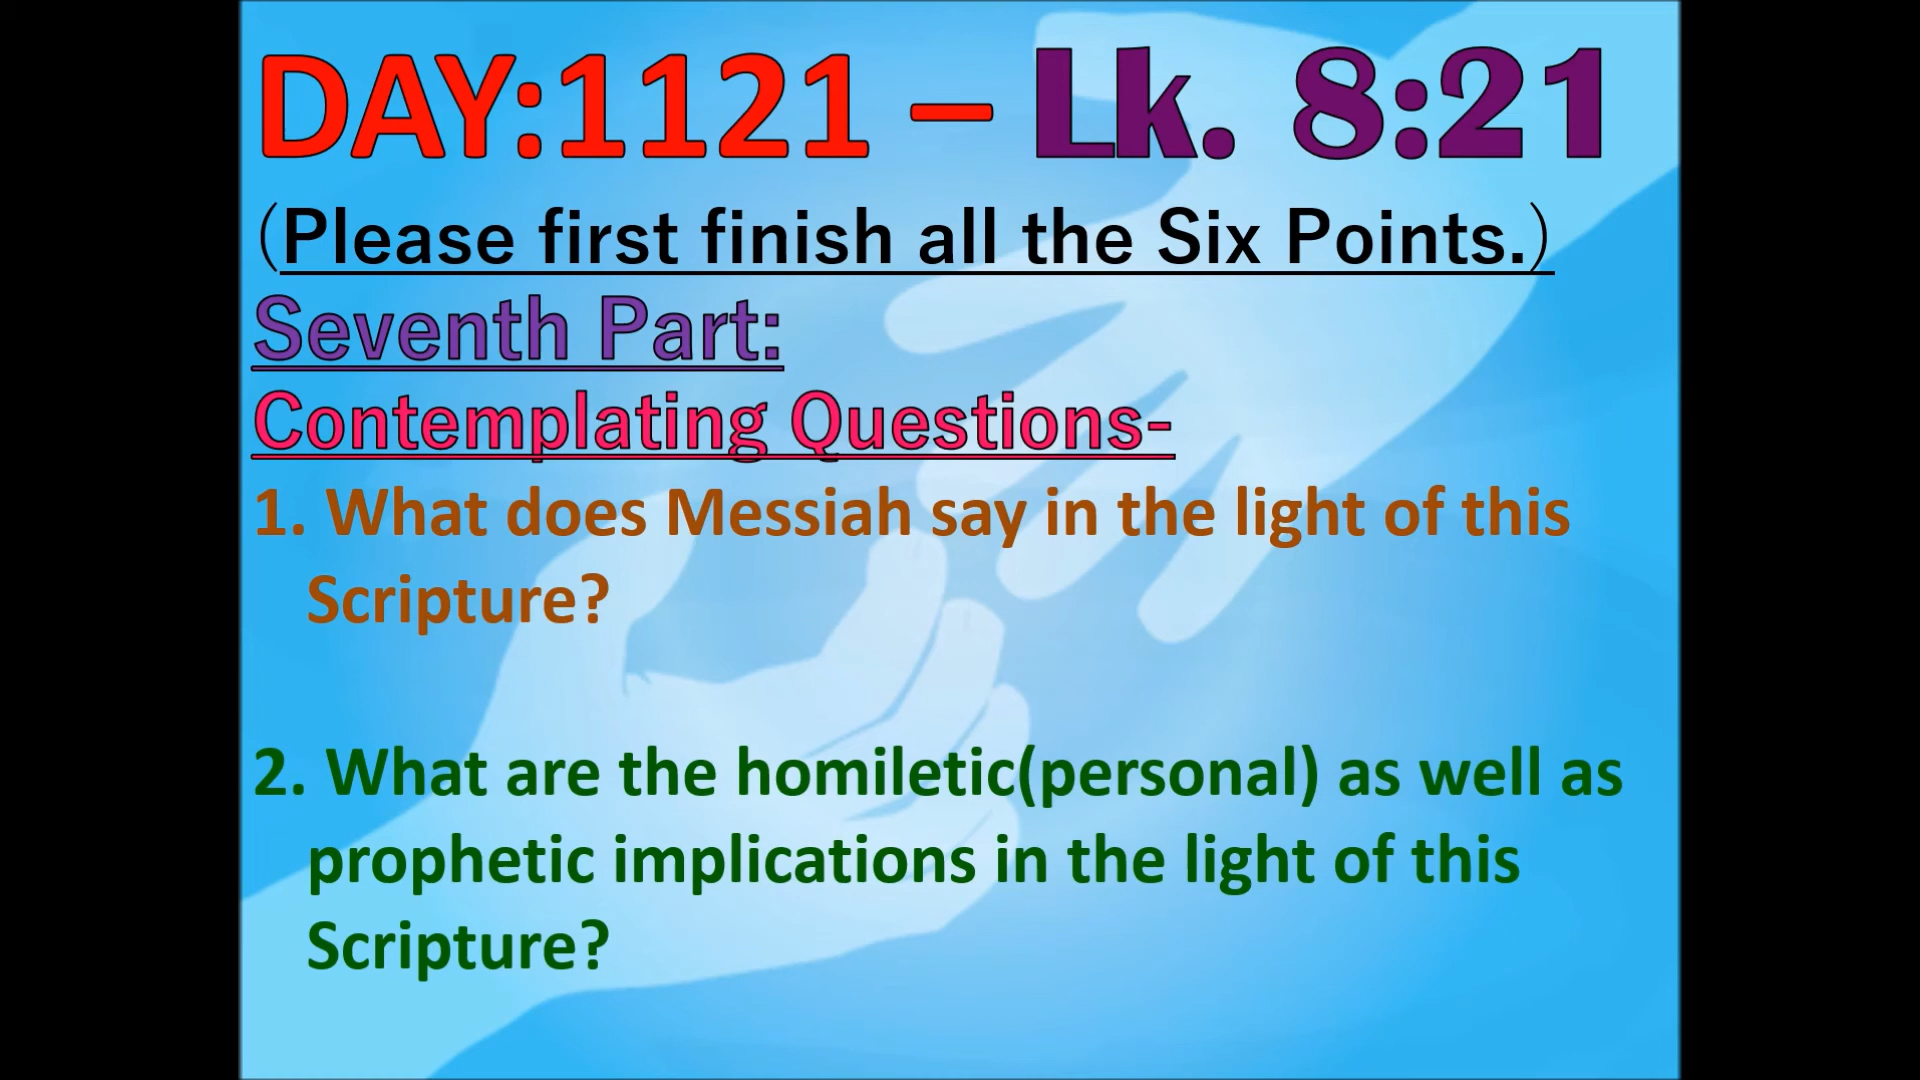 DAY:1121 – Lk. 8:21
(Please first finish all the Six Points.)
Seventh Part:
Contemplating Questions-
1. What does Messiah say in the light of this
Scripture?
2. What are the homiletic(personal) as well as
prophetic implications in the light of this
Scripture?